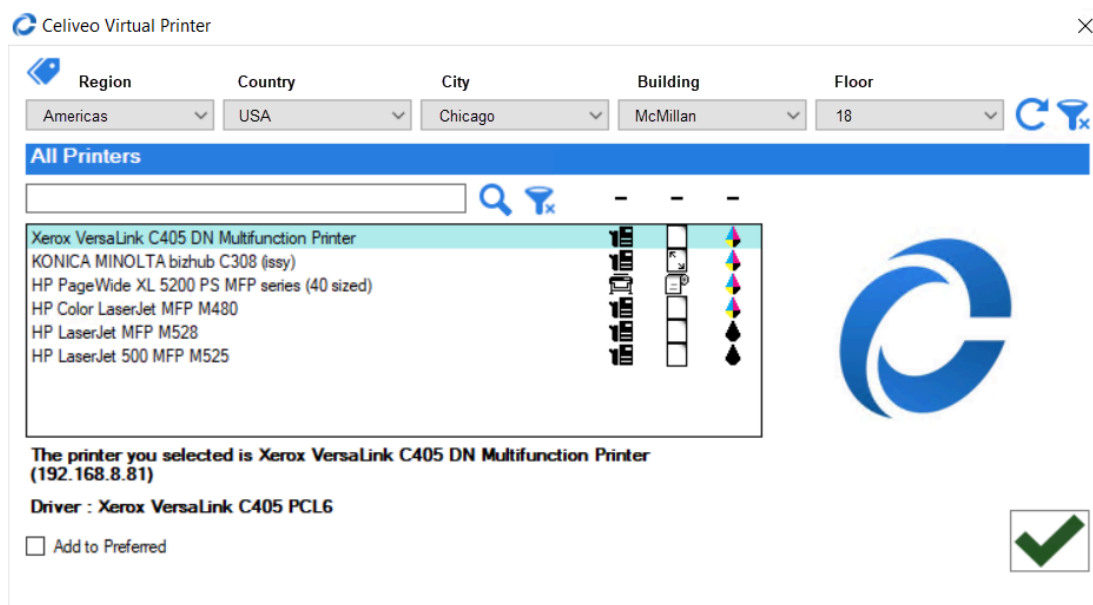 Celiveo Virtual Printer
Region Country City Building Floor
Americas USA Chicago McMillan 18
All Printers
Xerox VersaLink C405 DN Multifunction Printer
KONICA MINOLTA bizhub C308 (issy)
HP PageWide XL 5200 PS MFP series (40 sized)
HP Color LaserJet MFP M480
HP LaserJet MFP M528
HP LaserJet 500 MFP M525
The printer you selected is Xerox VersaLink C405 DN Multifunction Printer
(192.168.8.81)
Driver : Xerox VersaLink C405 PCL6
Add to Preferred